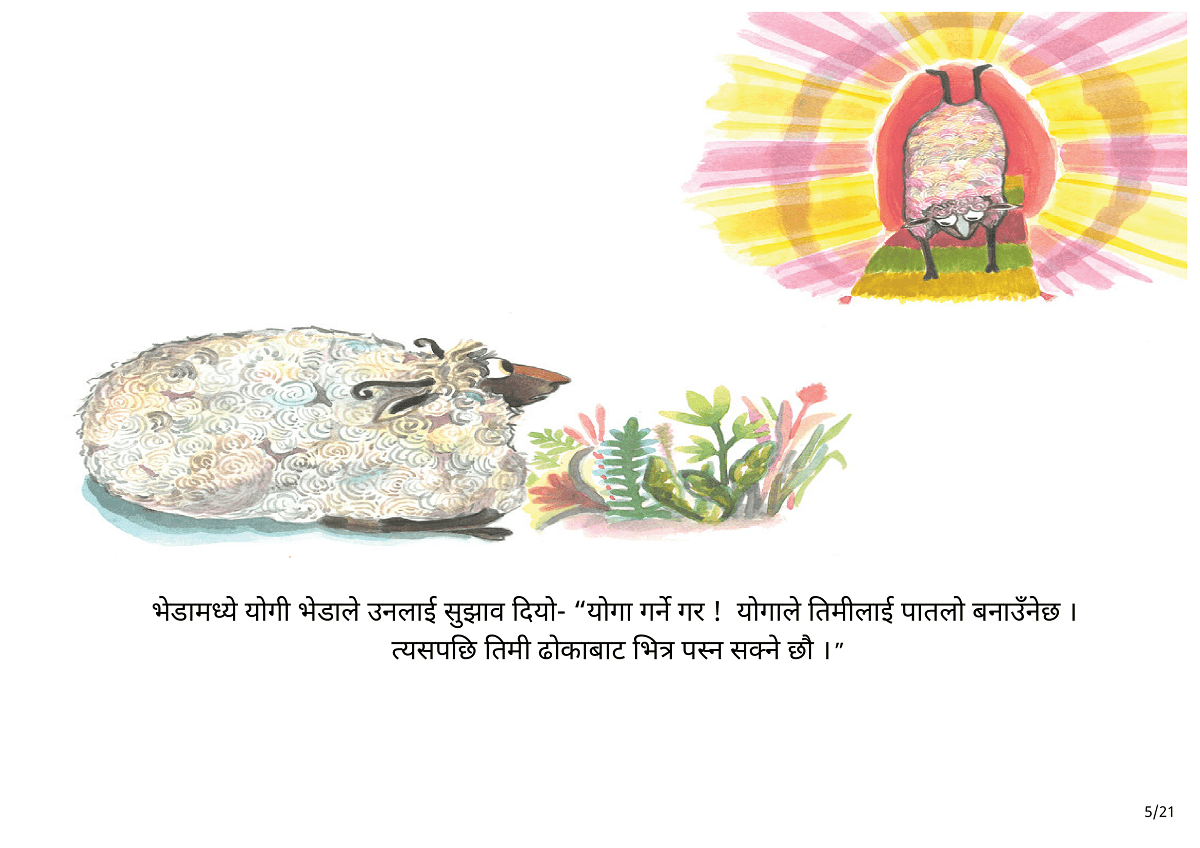 भेडामध्ये योगी भेडाले उनलाई सुझाव दियो- “योगा गर्ने गर ! योगाले तिमीलाई पातलो बनाउँनेछ ।
त्यसपछि तिमी ढोकाबाट भित्र पस्न सक्ने छौ ।”
5/21